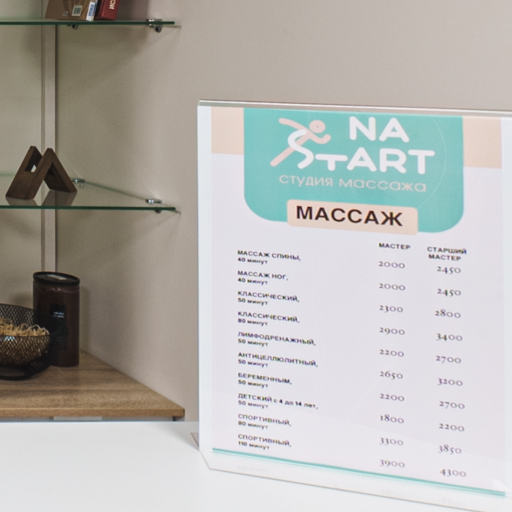 NA
START
студия массажа
МАССАЖ
МАСТЕР СТАРШИЙ МАСТЕР
МАССАЖ СПИНЫ, 2000 2450
40 минут
МАССАЖ НОГ, 2000 2450
40 минут
КЛАССИЧЕСКИЙ, 2300 2800
50 минут
КЛАССИЧЕСКИЙ, 2900 3400
80 минут
ЛИМФОДРЕНАЖНЫЙ, 2200 2700
50 минут
АНТИЦЕЛЛЮЛИТНЫЙ, 2650 3200
50 минут
БЕРЕМЕННЫМ, 2200 2700
50 минут
ДЕТСКИЙ с 4 до 14 лет, 1800 2200
50 минут
СПОРТИВНЫЙ, 3300 3850
80 минут
СПОРТИВНЫЙ, 3900 4300
110 минут